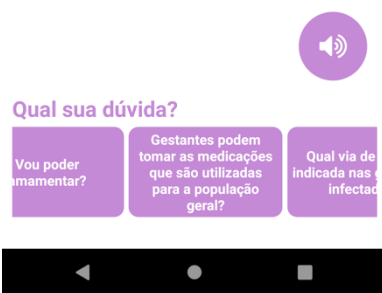 Qual sua dúvida?
Vou poder
mamentar?
Gestantes podem
tomar as medicações
que são utilizadas
para a população
geral?
Qual via de
indicada nas
infectad